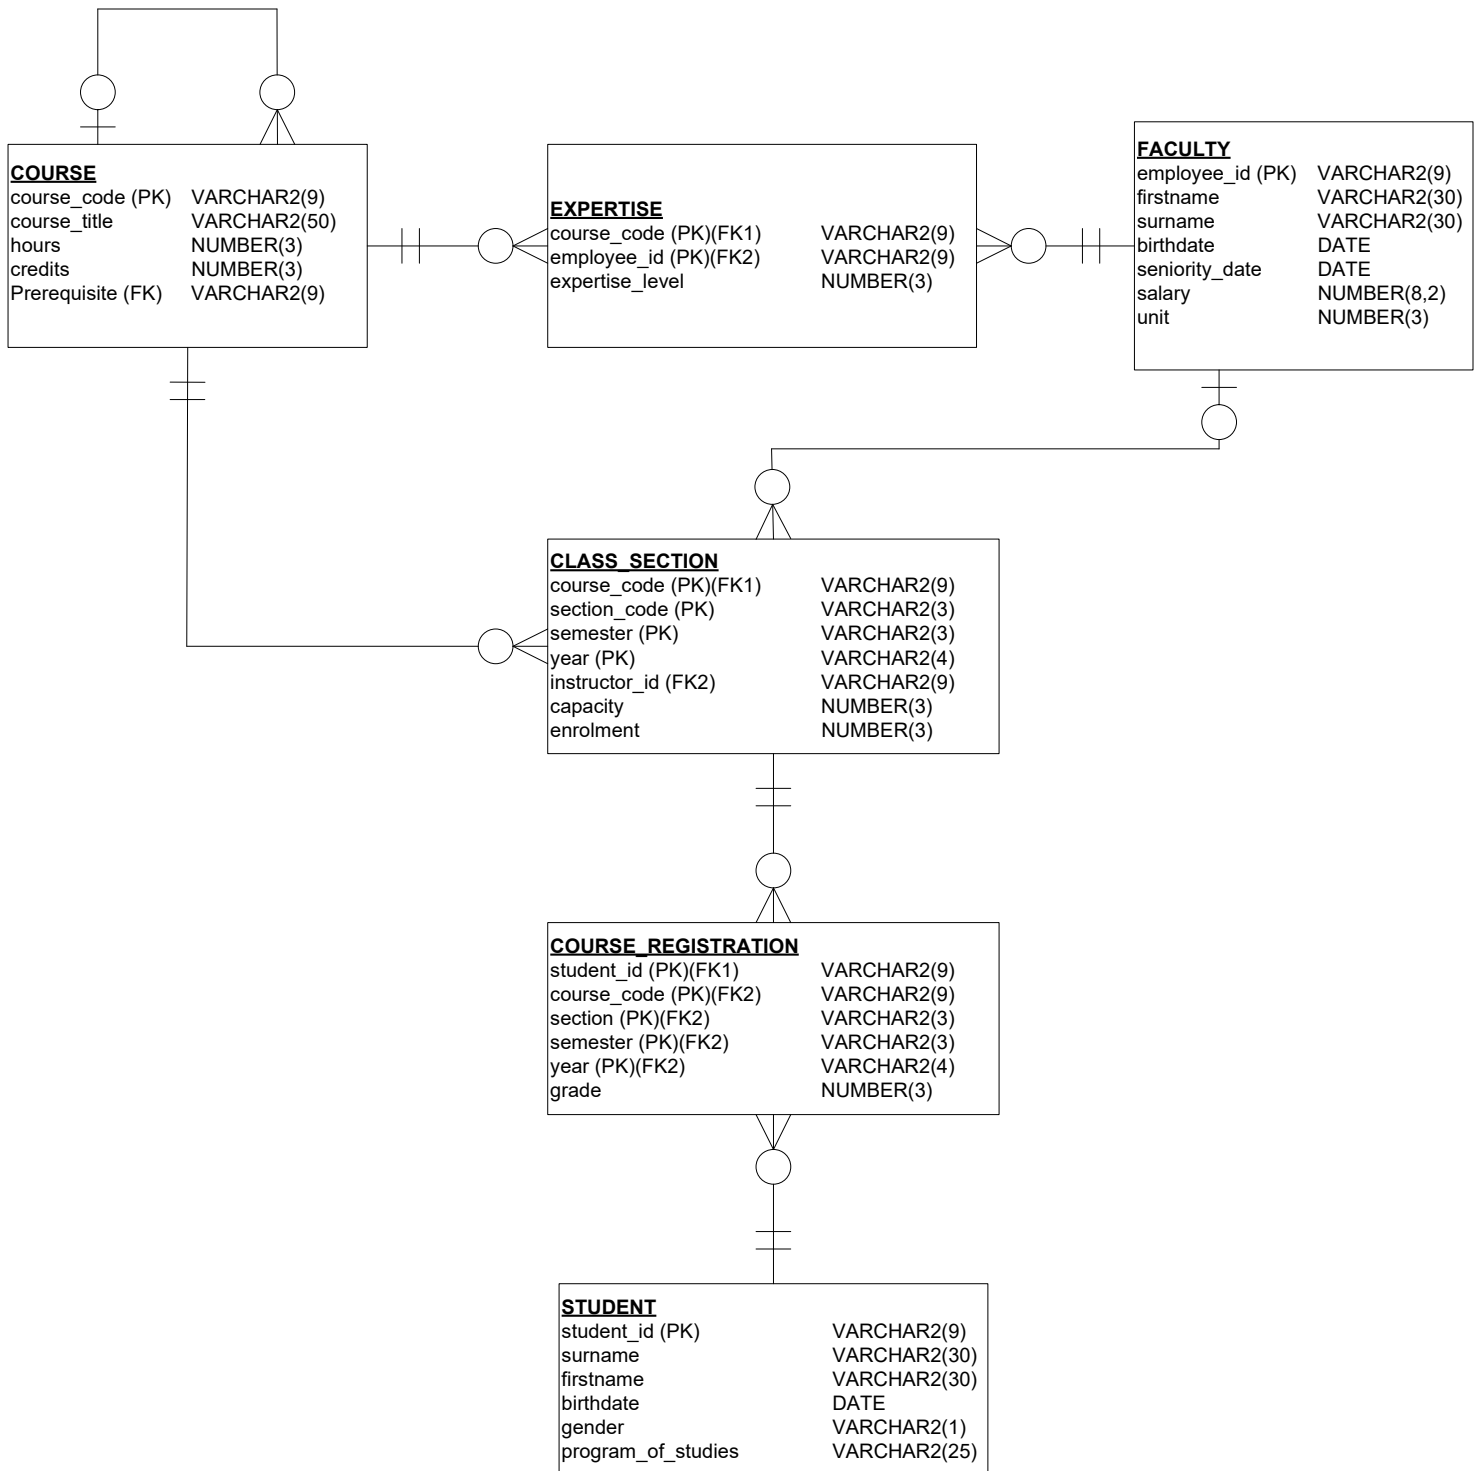 COURSE
course_code (PK) VARCHAR2(9)
course_title VARCHAR2(50)
hours NUMBER(3)
credits NUMBER(3)
Prerequisite (FK) VARCHAR2(9)
EXPERTISE
course_code (PK)(FK1) VARCHAR2(9)
employee_id (PK)(FK2) VARCHAR2(9)
expertise_level NUMBER(3)
FACULTY
employee_id (PK) VARCHAR2(9)
firstname VARCHAR2(30)
surname VARCHAR2(30)
birthdate DATE
seniority_date DATE
salary NUMBER(8,2)
unit NUMBER(3)
CLASS_SECTION
course_code (PK)(FK1) VARCHAR2(9)
section_code (PK) VARCHAR2(3)
semester (PK) VARCHAR2(3)
year (PK) VARCHAR2(4)
instructor_id (FK2) VARCHAR2(9)
capacity NUMBER(3)
enrolment NUMBER(3)
COURSE_REGISTRATION
student_id (PK)(FK1) VARCHAR2(9)
course_code (PK)(FK2) VARCHAR2(9)
section (PK)(FK2) VARCHAR2(3)
semester (PK)(FK2) VARCHAR2(3)
year (PK)(FK2) VARCHAR2(4)
grade NUMBER(3)
STUDENT
student_id (PK) VARCHAR2(9)
surname VARCHAR2(30)
firstname VARCHAR2(30)
birthdate DATE
gender VARCHAR2(1)
program_of_studies VARCHAR2(25)